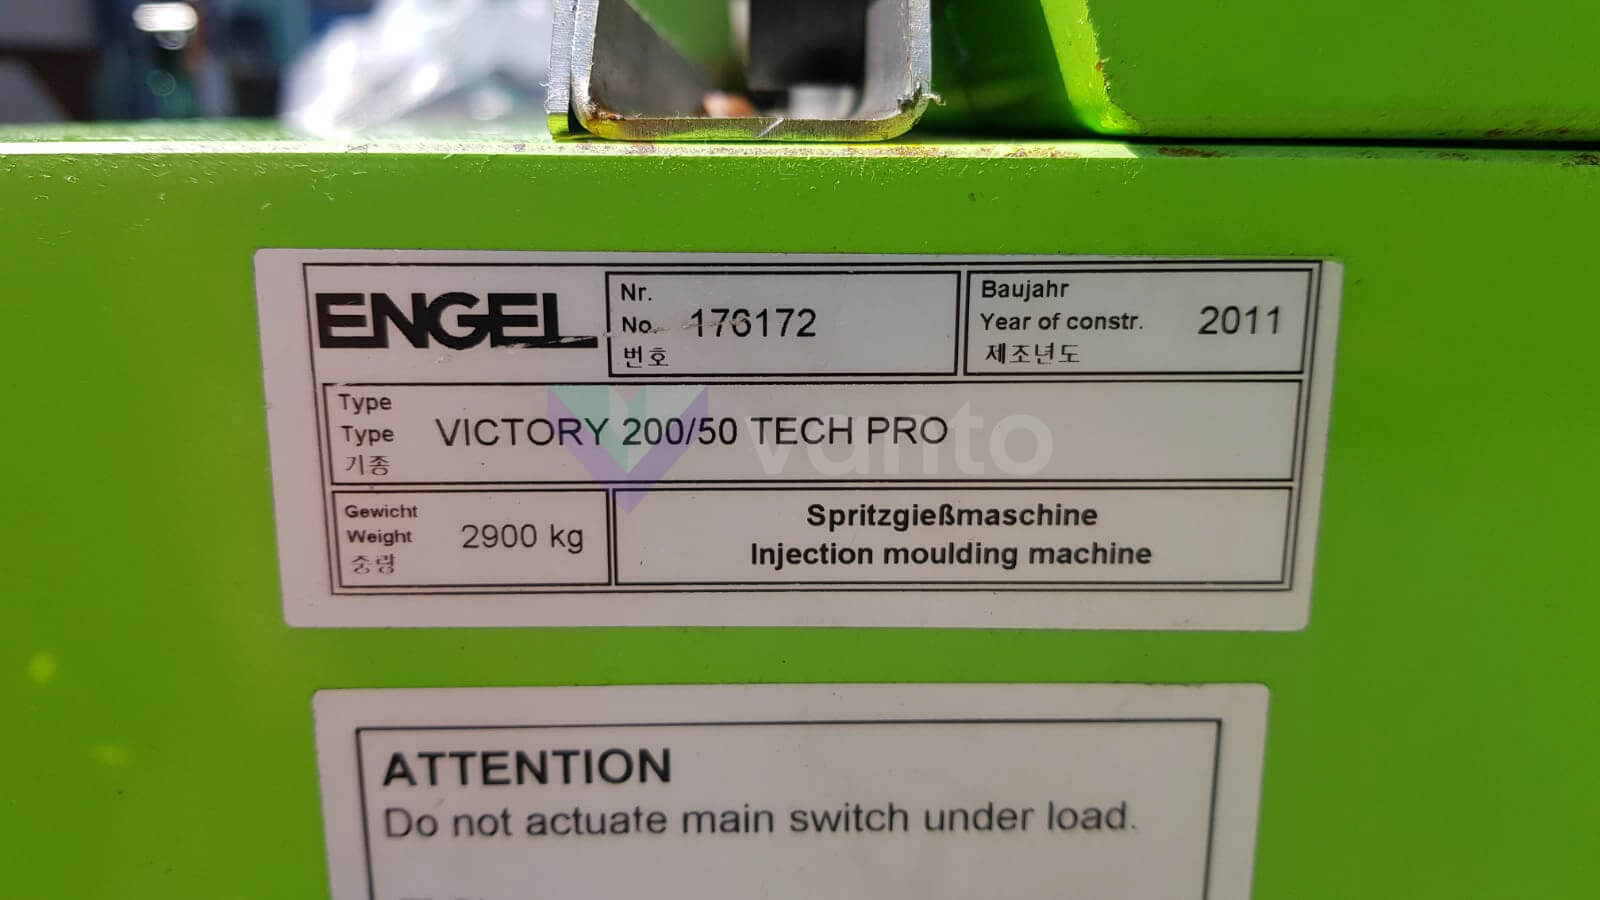 ENGEL
Nr.
No. 176172
번호
Baujahr
Year of constr. 2011
제조년도
Type
Type VICTORY 200/50 TECH PRO
기종
Gewicht
Weight 2900 kg
중량
Spritzgießmaschine
Injection moulding machine
vanto
ATTENTION
Do not actuate main switch under load.